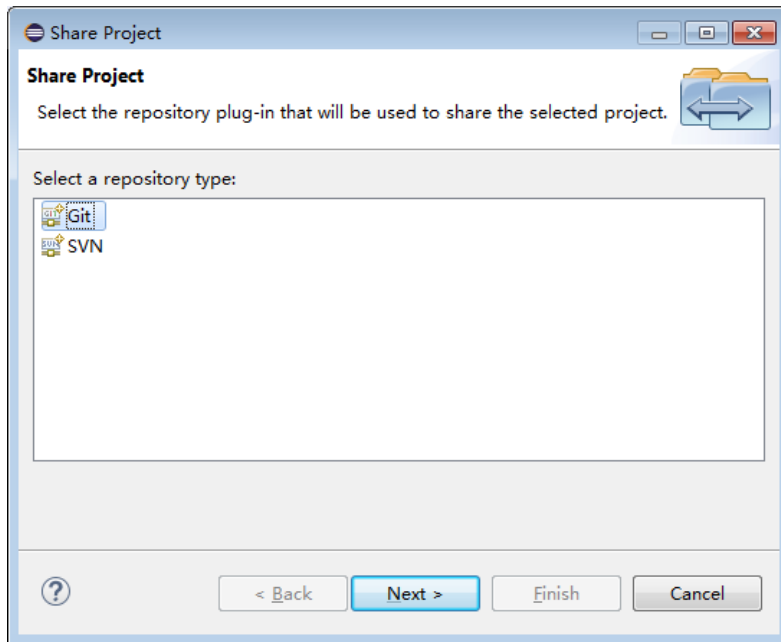 Share Project
Share Project
Select the repository plug-in that will be used to share the selected project.
Select a repository type:
Git
SVN
< Back
Next >
Finish
Cancel